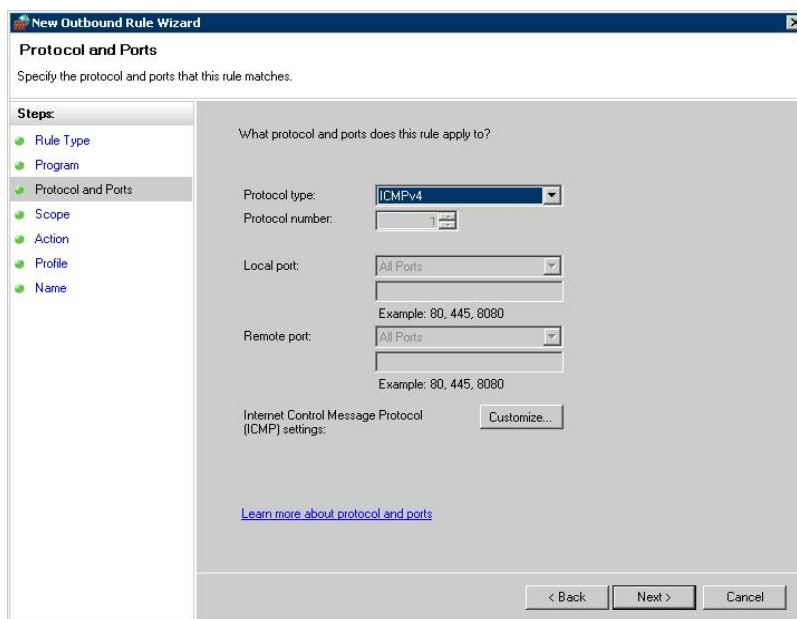 New Outbound Rule Wizard
Protocol and Ports
Specify the protocol and ports that this rule matches.
Steps:
Rule Type
Program
Protocol and Ports
Scope
Action
Profile
Name
What protocol and ports does this rule apply to?
Protocol type: ICMPv4
Protocol number: 1
Local port: All Ports
Example: 80, 445, 8080
Remote port: All Ports
Example: 80, 445, 8080
Internet Control Message Protocol
(ICMP) settings:
Customize...
Learn more about protocol and ports
< Back Next > Cancel